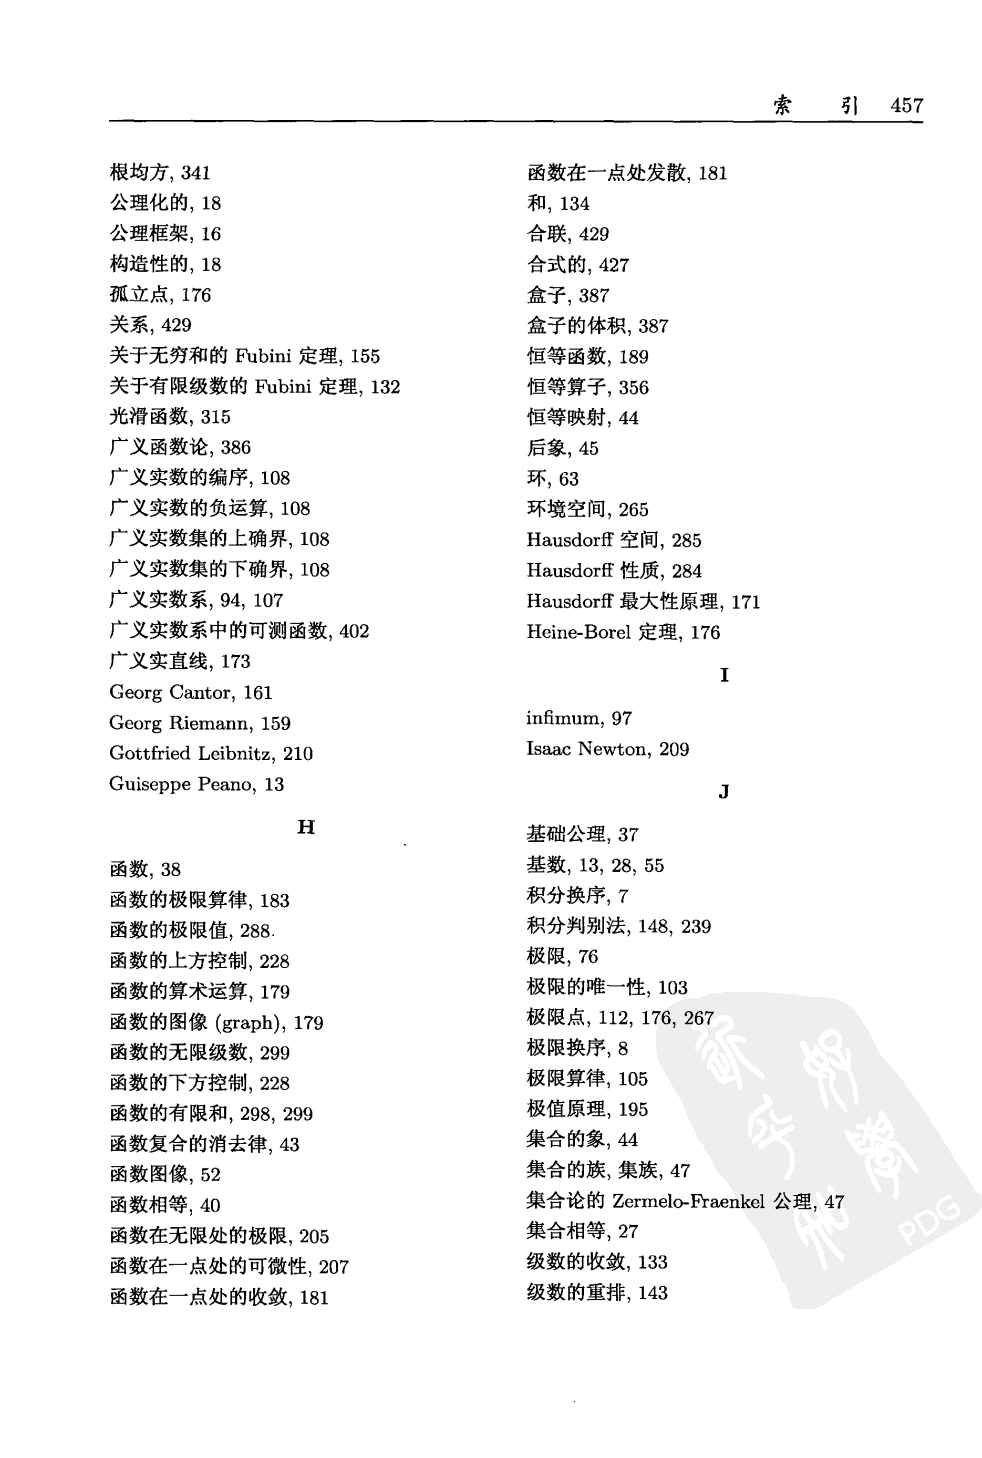 索 引 457
根均方, 341
公理化的, 18
公理框架, 16
构造性的, 18
孤立点, 176
关系, 429
关于无穷和的 Fubini 定理, 155
关于有限级数的 Fubini 定理, 132
光滑函数, 315
广义函数论, 386
广义实数的编序, 108
广义实数的负运算, 108
广义实数集的上确界, 108
广义实数集的下确界, 108
广义实数系, 94, 107
广义实数系中的可测函数, 402
广义实直线, 173
Georg Cantor, 161
Georg Riemann, 159
Gottfried Leibnitz, 210
Guiseppe Peano, 13
H
函数, 38
函数的极限算律, 183
函数的极限值, 288.
函数的上方控制, 228
函数的算术运算, 179
函数的图像 (graph), 179
函数的无限级数, 299
函数的下方控制, 228
函数的有限和, 298, 299
函数复合的消去律, 43
函数图像, 52
函数相等, 40
函数在无限处的极限, 205
函数在一点处的可微性, 207
函数在一点处的收敛, 181
函数在一点处发散, 181
和, 134
合联, 429
合式的, 427
盒子, 387
盒子的体积, 387
恒等函数, 189
恒等算子, 356
恒等映射, 44
后象, 45
环, 63
环境空间, 265
Hausdorff 空间, 285
Hausdorff 性质, 284
Hausdorff 最大性原理, 171
Heine-Borel 定理, 176
I
infimum, 97
Isaac Newton, 209
J
基础公理, 37
基数, 13, 28, 55
积分换序, 7
积分判别法, 148, 239
极限, 76
极限的唯一性, 103
极限点, 112, 176, 267
极限换序, 8
极限算律, 105
极值原理, 195
集合的象, 44
集合的族, 集族, 47
集合论的 Zermelo-Fraenkel 公理, 47
集合相等, 27
级数的收敛, 133
级数的重排, 143
PDG